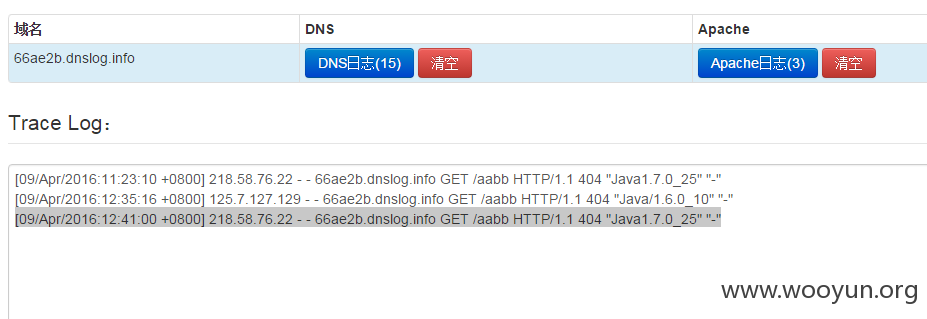 域名 DNS Apache
66ae2b.dnslog.info DNS日志(15) 清空 Apache日志(3) 清空
Trace Log：
[09/Apr/2016:11:23:10 +0800] 218.58.76.22 - - 66ae2b.dnslog.info GET /aabb HTTP/1.1 404 "Java1.7.0_25" "-"
[09/Apr/2016:12:35:16 +0800] 125.7.127.129 - - 66ae2b.dnslog.info GET /aabb HTTP/1.1 404 "Java/1.6.0_10" "-"
[09/Apr/2016:12:41:00 +0800] 218.58.76.22 - - 66ae2b.dnslog.info GET /aabb HTTP/1.1 404 "Java1.7.0_25" "-"
www.wooyun.org